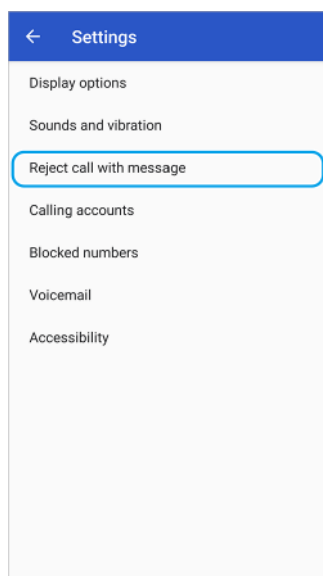 Settings
Display options
Sounds and vibration
Reject call with message
Calling accounts
Blocked numbers
Voicemail
Accessibility